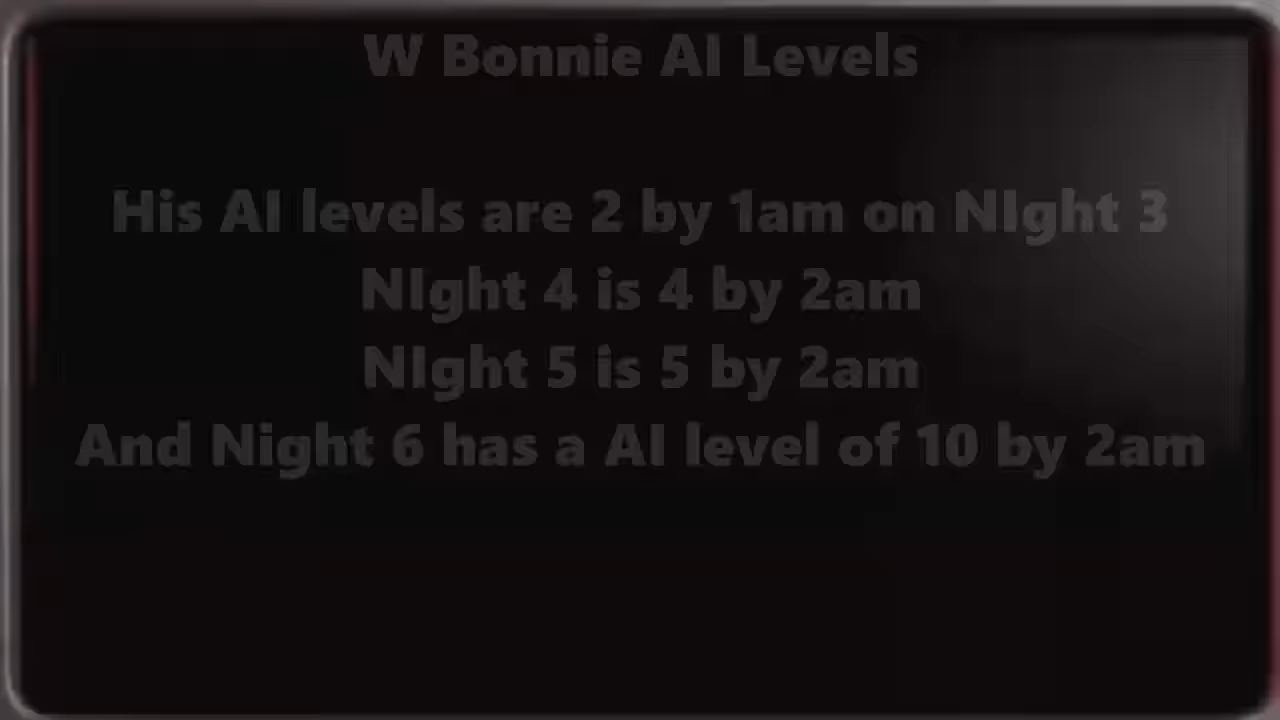 W Bonnie AI Levels
His AI levels are 2 by 1am on NIght 3
NIght 4 is 4 by 2am
NIght 5 is 5 by 2am
And Night 6 has a AI level of 10 by 2am